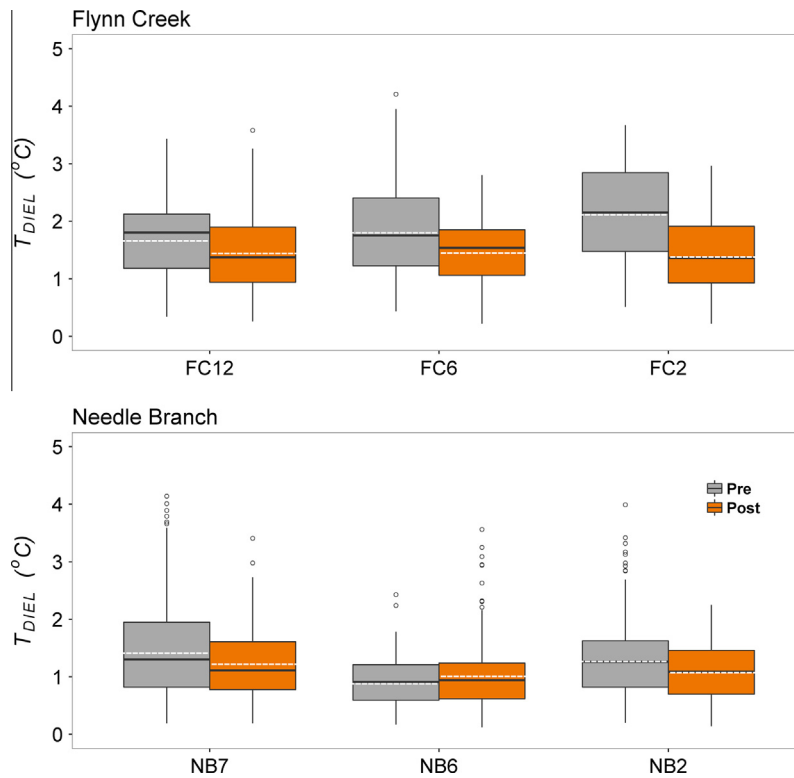 Flynn Creek
T_DIEL (°C)
5
4
3
2
1
0
FC12 FC6 FC2
Needle Branch
T_DIEL (°C)
5
4
3
2
1
0
Pre
Post
NB7 NB6 NB2